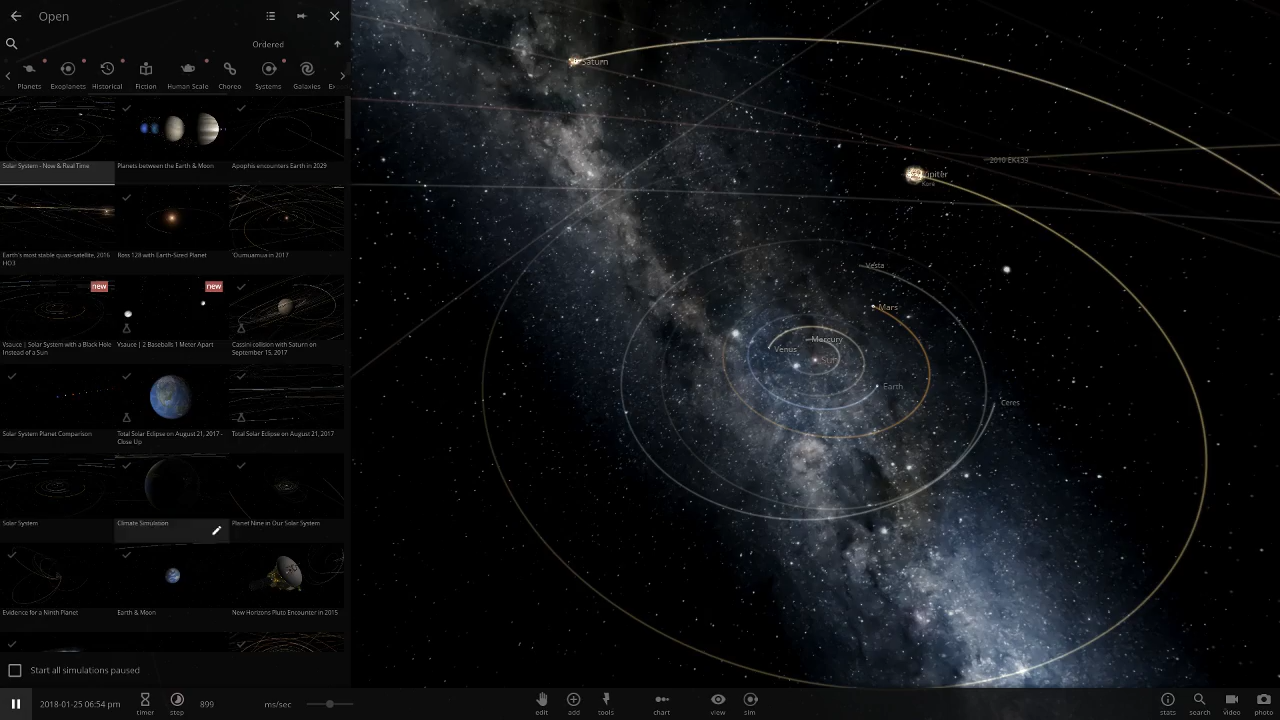 Open
Ordered
Planets
Exoplanets
Historical
Fiction
Human Scale
Choreo
Systems
Galaxies
Ex
Solar System - Now & Real Time
Planets between the Earth & Moon
Apophis encounters Earth in 2029
Earth's most stable quasi-satellite, 2016
HO3
Ross 128 with Earth-Sized Planet
'Oumuamua in 2017
new
new
Vsauce | Solar System with a Black Hole
Instead of a Sun
Vsauce | 2 Baseballs 1 Meter Apart
Cassini collision with Saturn on
September 15, 2017
Solar System Planet Comparison
Total Solar Eclipse on August 21, 2017 -
Close Up
Total Solar Eclipse on August 21, 2017
Solar System
Climate Simulation
Planet Nine in Our Solar System
Evidence for a Ninth Planet
Earth & Moon
New Horizons Pluto Encounter in 2015
Start all simulations paused
Saturn
2010 EK139
Jupiter
Kore
Vesta
Mars
Mercury
Venus
Sun
Earth
Ceres
2018-01-25 06:54 pm
timer
step
899
ms/sec
edit
add
tools
chart
view
sim
stats
search
video
photo